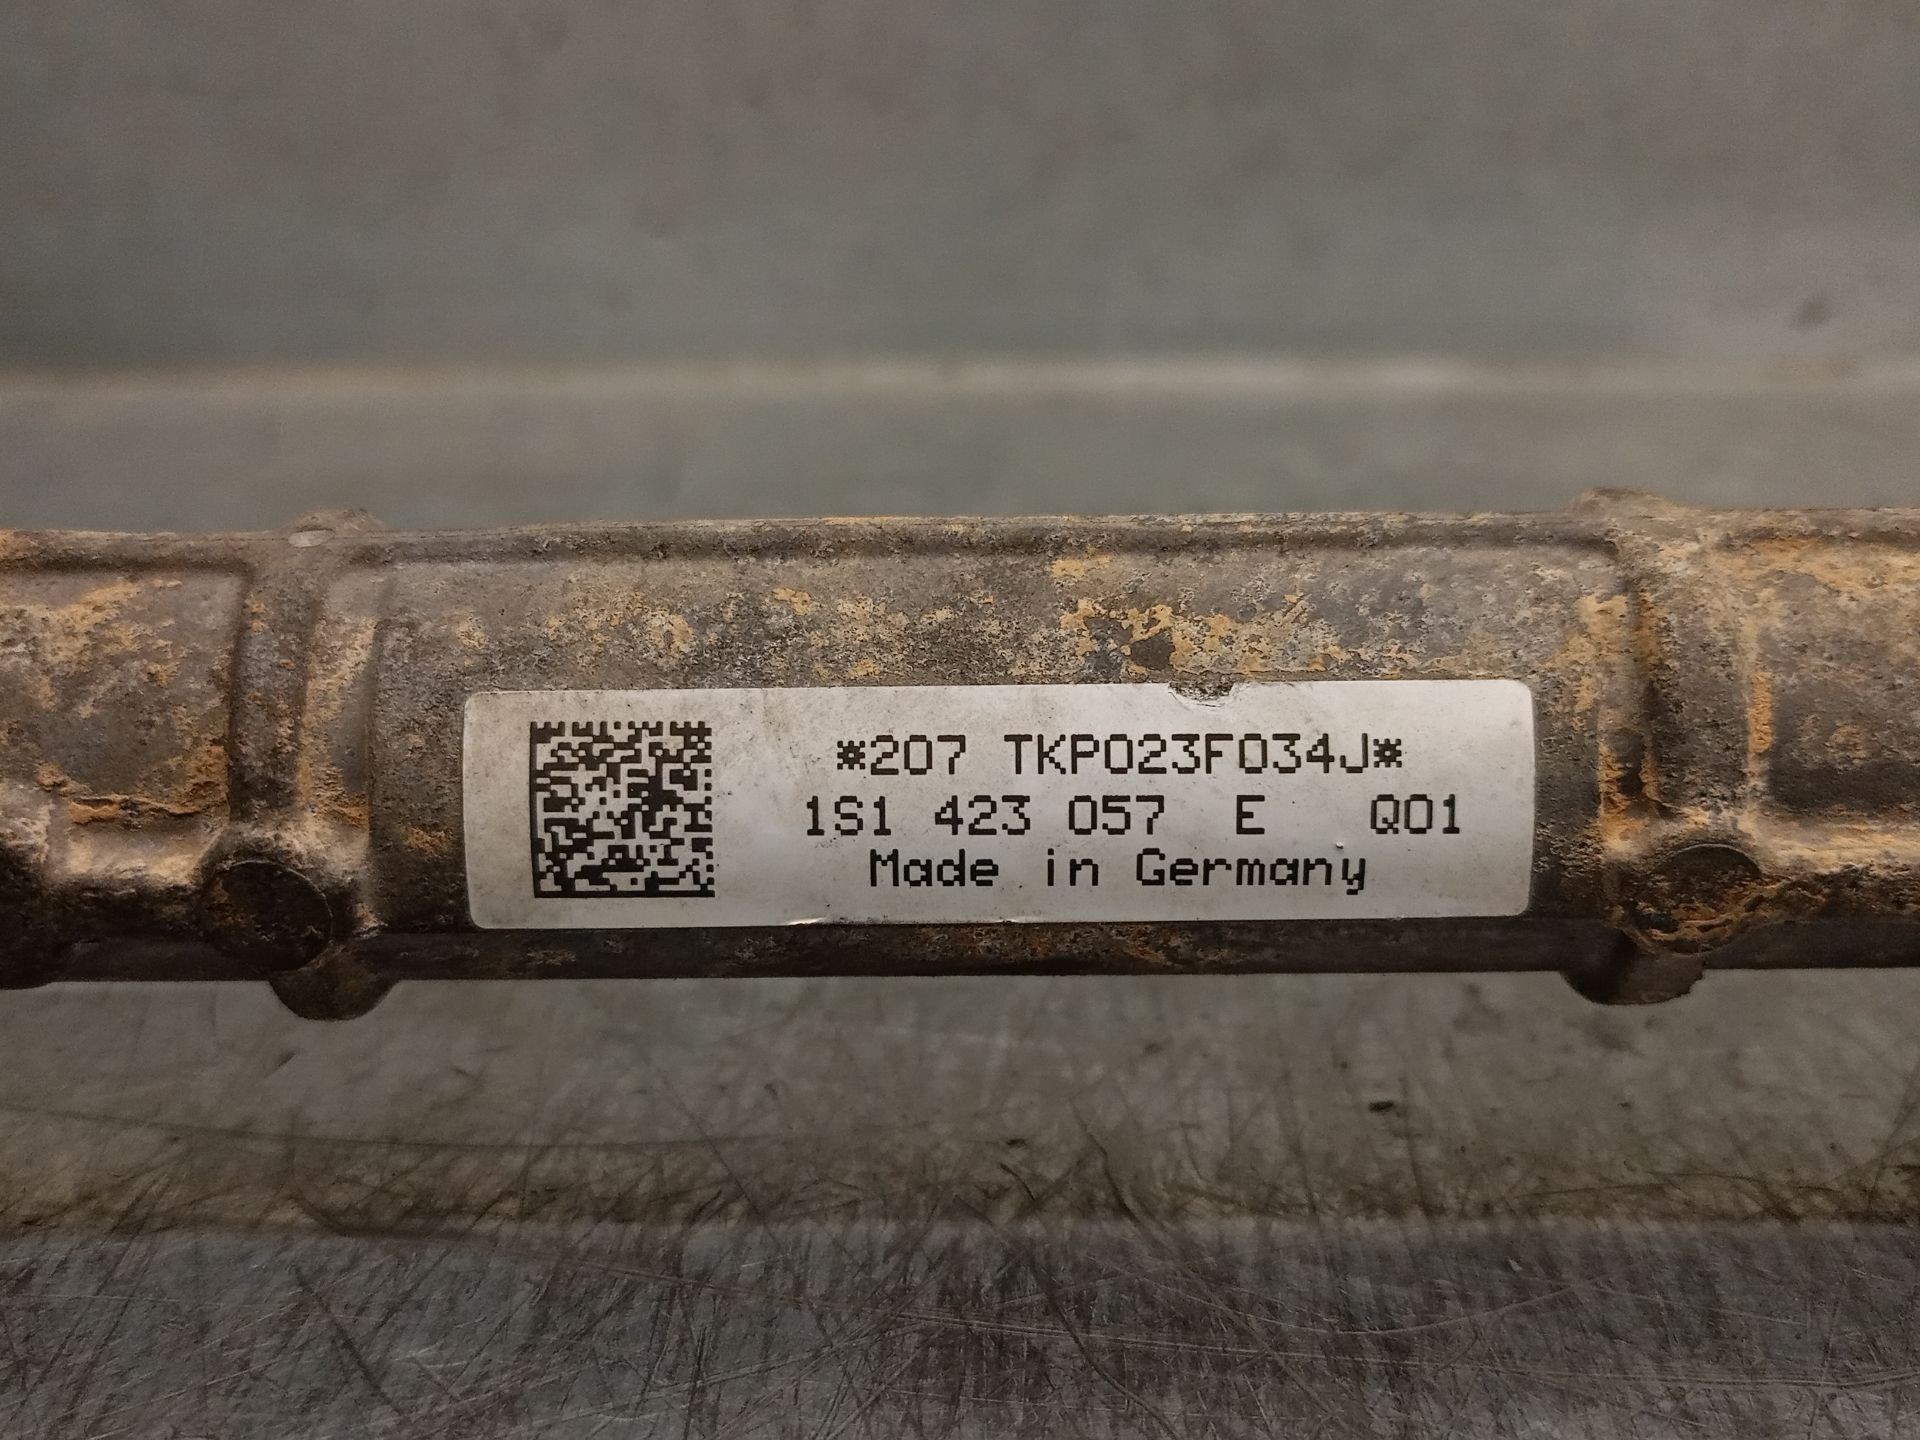 *207 TKP023F034J*
1S1 423 057 E Q01
Made in Germany